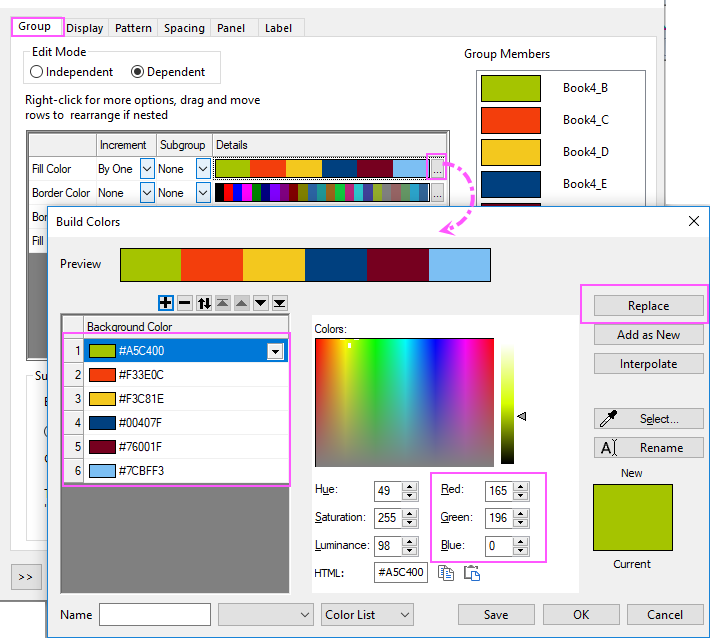 Group Display Pattern Spacing Panel Label
Edit Mode
Independent Dependent
Right-click for more options, drag and move
rows to rearrange if nested
Increment Subgroup Details
Fill Color By One None ...
Border Color None None ...
Bor
Fill
Su
Group Members
Book4_B
Book4_C
Book4_D
Book4_E
>>
Build Colors
Preview
Background Color
1 #A5C400
2 #F33E0C
3 #F3C81E
4 #00407F
5 #76001F
6 #7CBFF3
Colors:
Hue: 49 Red: 165
Saturation: 255 Green: 196
Luminance: 98 Blue: 0
HTML: #A5C400
Replace
Add as New
Interpolate
Select...
A Rename
New
Current
Name Color List Save OK Cancel